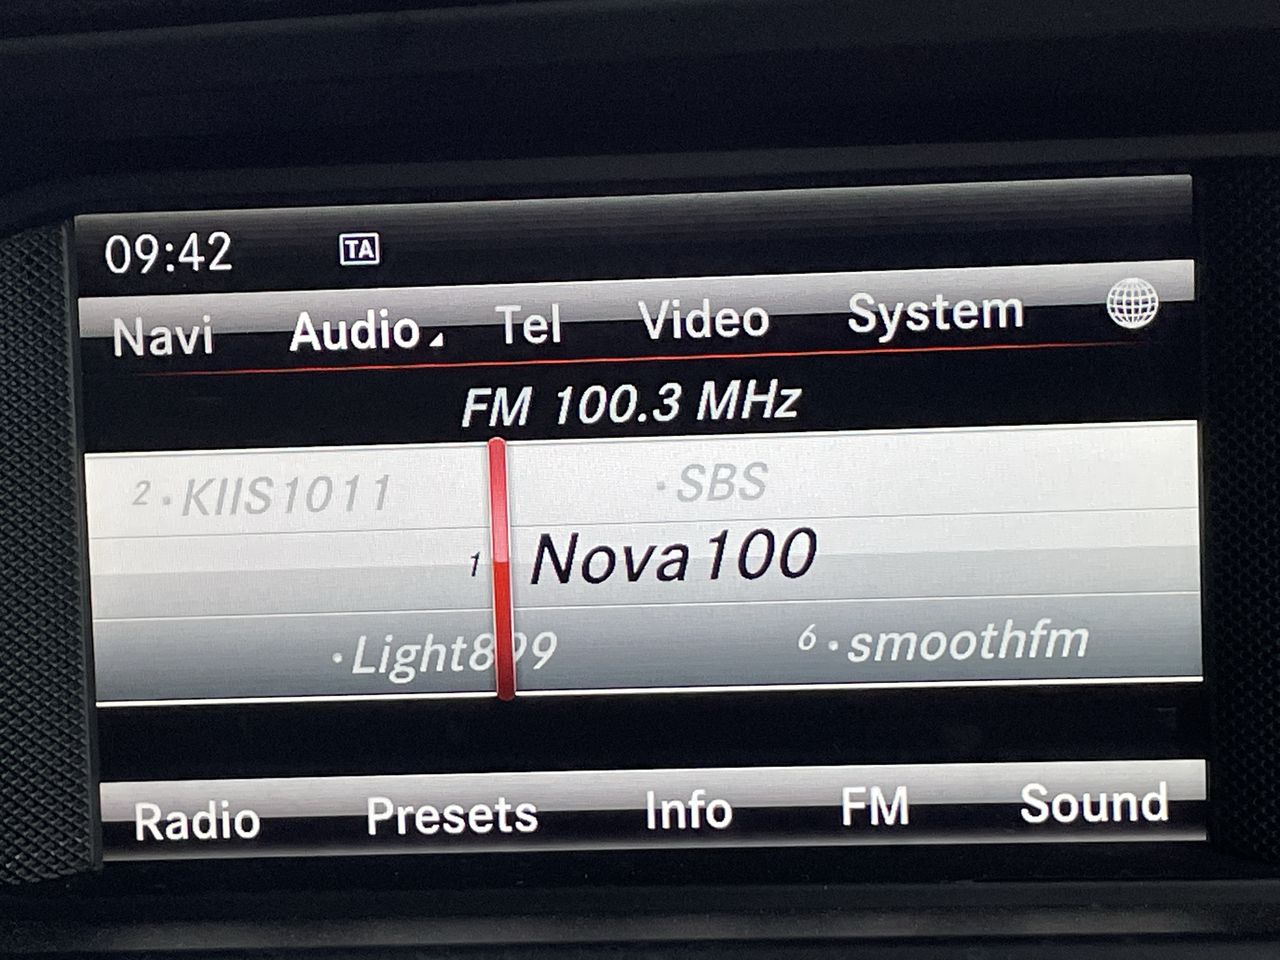 09:42 TA
Navi Audio Tel Video System
FM 100.3 MHz
2 · KIIS1011 · SBS
1 Nova100
· Light899 6 · smoothfm
Radio Presets Info FM Sound